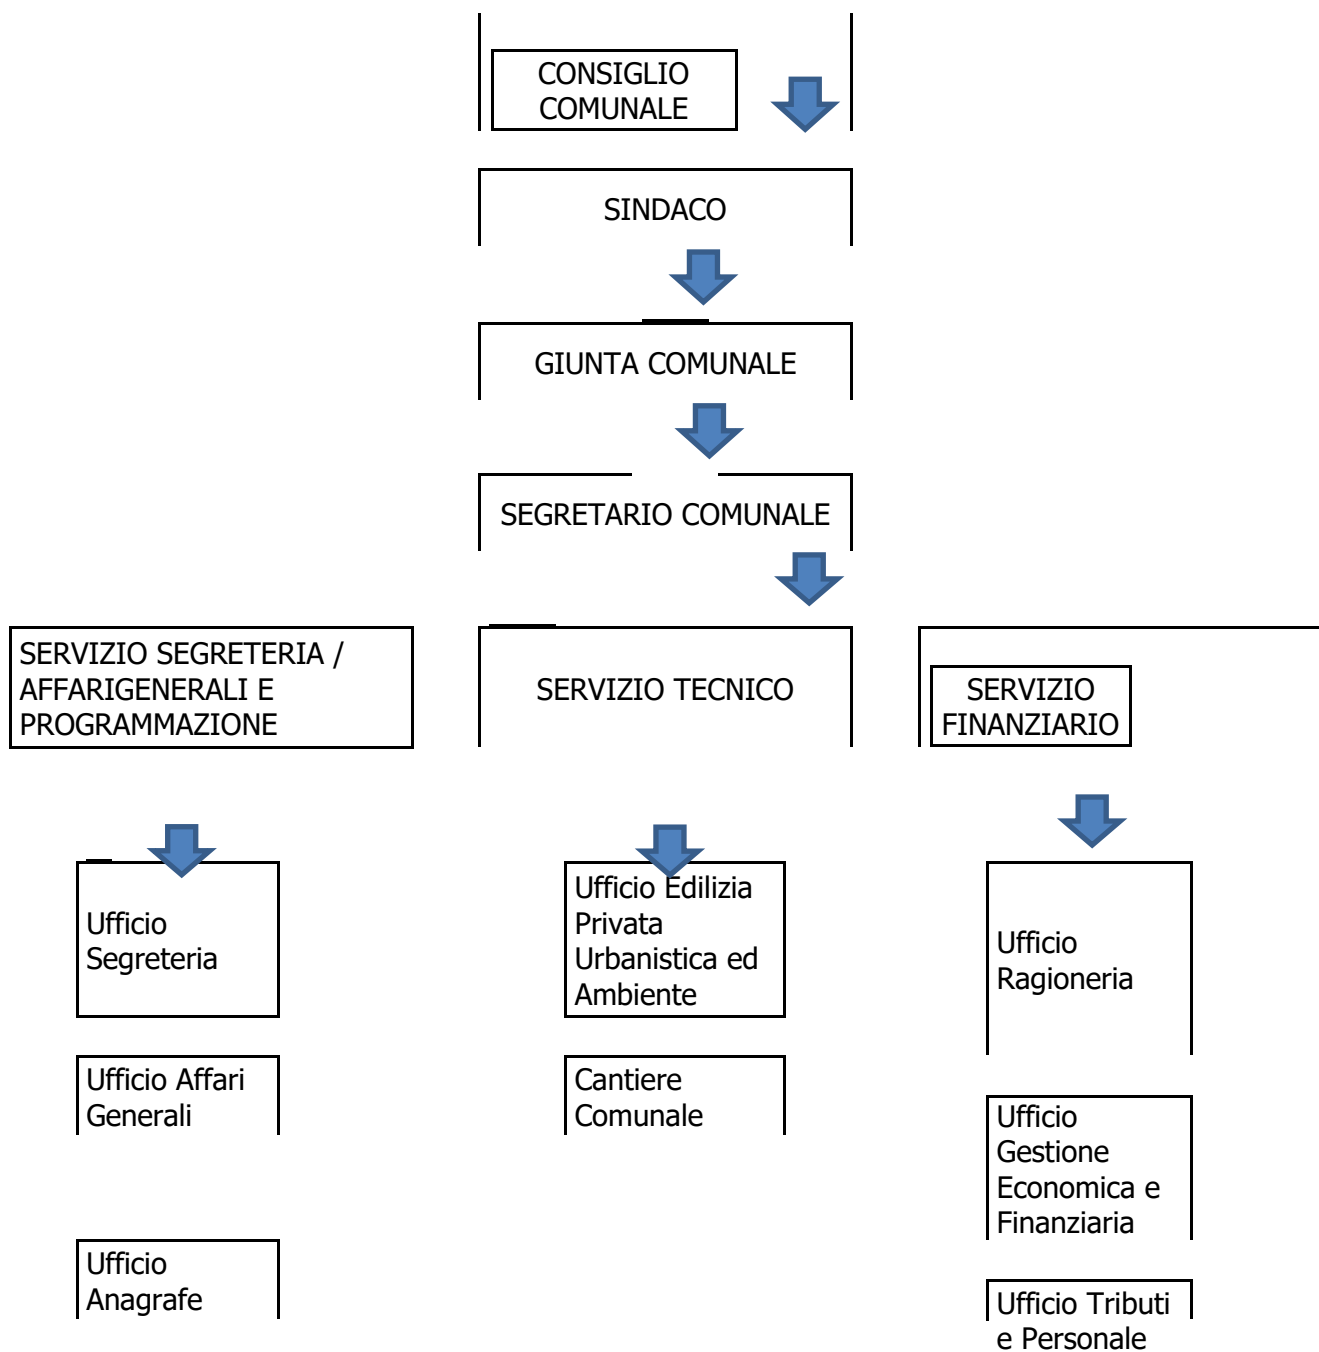 CONSIGLIO
COMUNALE
SINDACO
GIUNTA COMUNALE
SEGRETARIO COMUNALE
SERVIZIO SEGRETERIA /
AFFARIGENERALI E
PROGRAMMAZIONE
SERVIZIO TECNICO
SERVIZIO
FINANZIARIO
Ufficio
Segreteria
Ufficio Affari
Generali
Ufficio
Anagrafe
Ufficio Edilizia
Privata
Urbanistica ed
Ambiente
Cantiere
Comunale
Ufficio
Ragioneria
Ufficio
Gestione
Economica e
Finanziaria
Ufficio Tributi
e Personale